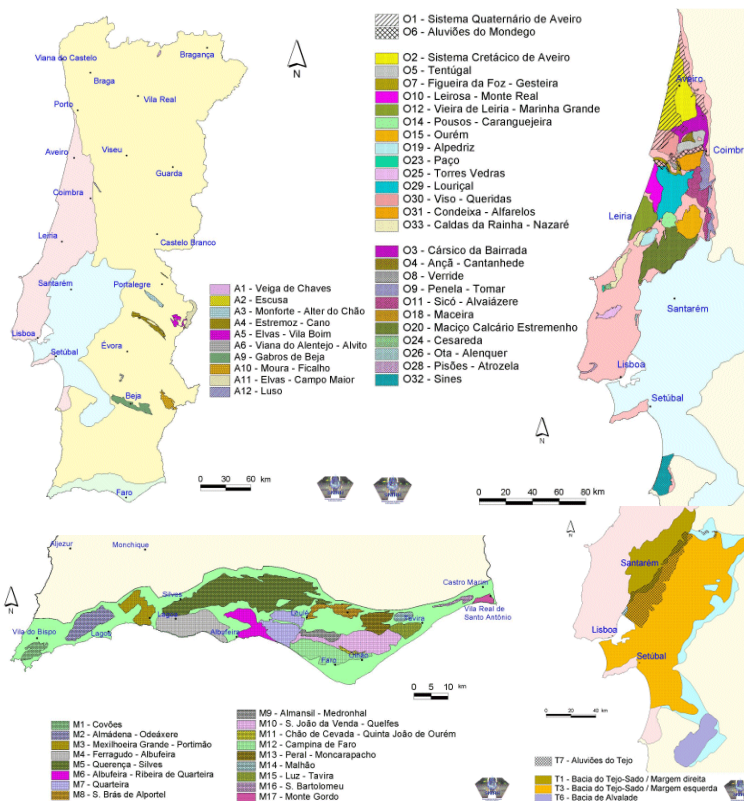 Bragança
Viana do Castelo
Braga
Vila Real
Porto
N
Aveiro
Viseu
Guarda
Coimbra
Leiria
Castelo Branco
Santarém
Portalegre
Lisboa
Setúbal
Évora
Beja
Faro
A1 - Veiga de Chaves
A2 - Escusa
A3 - Monforte - Alter do Chão
A4 - Estremoz - Cano
A5 - Elvas - Vila Boim
A6 - Viana do Alentejo - Alvito
A9 - Gabros de Beja
A10 - Moura - Ficalho
A11 - Elvas - Campo Maior
A12 - Luso
0 30 60 km
O1 - Sistema Quaternário de Aveiro
O6 - Aluviões do Mondego
O2 - Sistema Cretácico de Aveiro
O5 - Tentúgal
O7 - Figueira da Foz - Gesteira
O10 - Leirosa - Monte Real
O12 - Vieira de Leiria - Marinha Grande
O14 - Pousos - Caranguejeira
O15 - Ourém
O19 - Alpedriz
O23 - Paço
O25 - Torres Vedras
O29 - Louriçal
O30 - Viso - Queridas
O31 - Condeixa - Alfarelos
O33 - Caldas da Rainha - Nazaré
O3 - Cársico da Bairrada
O4 - Ançã - Cantanhede
O8 - Verride
O9 - Penela - Tomar
O11 - Sicó - Alvaiázere
O18 - Maceira
O20 - Maciço Calcário Estremenho
O24 - Cesareda
O26 - Ota - Alenquer
O28 - Pisões - Atrozela
O32 - Sines
Aveiro
Coimbr
Leiria
Santarém
Lisboa
Setúbal
N
0 20 40 60 80 km
Aljezur
Monchique
N
Silves
Castro Marim
Vila do Bispo
Lagos
Lagoa
Albufeira
Loulé
Tavira
Vila Real de
Santo António
Faro
Olhão
0 5 10 km
M1 - Covões
M2 - Almádena - Odeáxere
M3 - Mexilhoeira Grande - Portimão
M4 - Ferragudo - Albufeira
M5 - Querença - Silves
M6 - Albufeira - Ribeira de Quarteira
M7 - Quarteira
M8 - S. Brás de Alportel
M9 - Almansil - Medronhal
M10 - S. João da Venda - Quelfes
M11 - Chão de Cevada - Quinta João de Ourém
M12 - Campina de Faro
M13 - Peral - Moncarapacho
M14 - Malhão
M15 - Luz - Tavira
M16 - S. Bartolomeu
M17 - Monte Gordo
N
Santarém
Lisboa
Setúbal
0 20 40 km
T7 - Aluviões do Tejo
T1 - Bacia do Tejo-Sado / Margem direita
T3 - Bacia do Tejo-Sado / Margem esquerda
T6 - Bacia de Alvalade